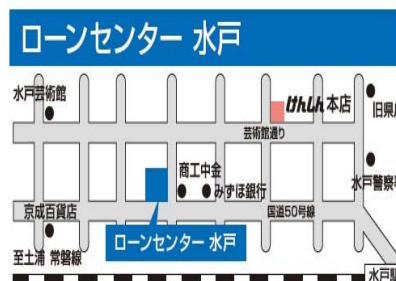 ローンセンター 水戸
水戸芸術館
けんしん本店
旧県
芸術館通り
商工中金
みずほ銀行
水戸警察
京成百貨店
国道50号線
ローンセンター 水戸
至土浦 常磐線
水戸駅